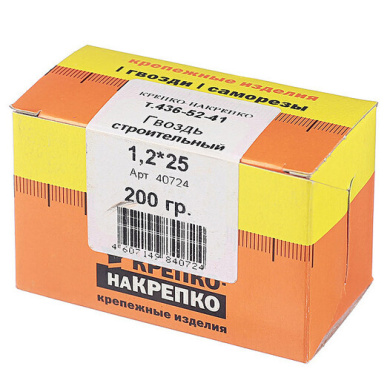 крепежные изделия
| гвозди | саморезы
КРЕПКО-НАКРЕПКО
т.436-52-41
Гвоздь
строительный
1,2*25
Арт 40724
200 гр.
4 607149 840724
КРЕПКО-
НАКРЕПКО
крепежные изделия